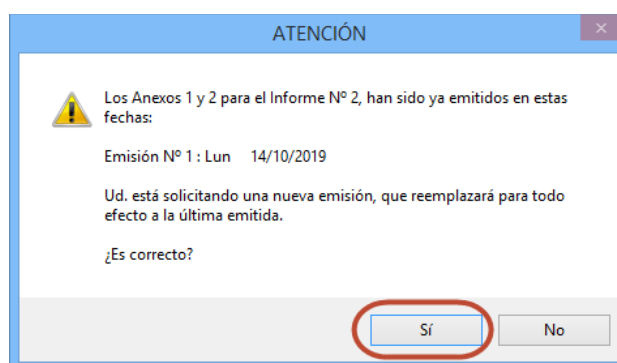 ATENCIÓN
Los Anexos 1 y 2 para el Informe Nº 2, han sido ya emitidos en estas
fechas:
Emisión Nº 1 : Lun    14/10/2019
Ud. está solicitando una nueva emisión, que reemplazará para todo
efecto a la última emitida.
¿Es correcto?
Sí
No